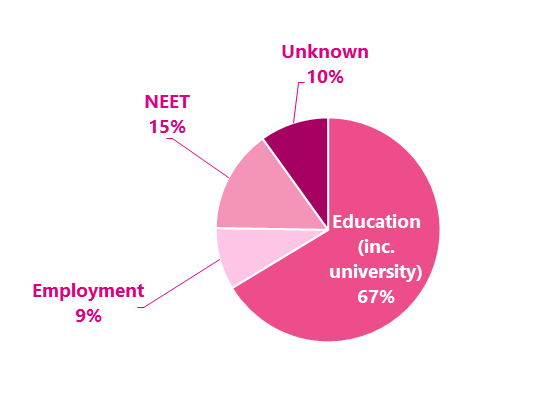 Unknown
10%
NEET
15%
Education
(inc.
university)
67%
Employment
9%